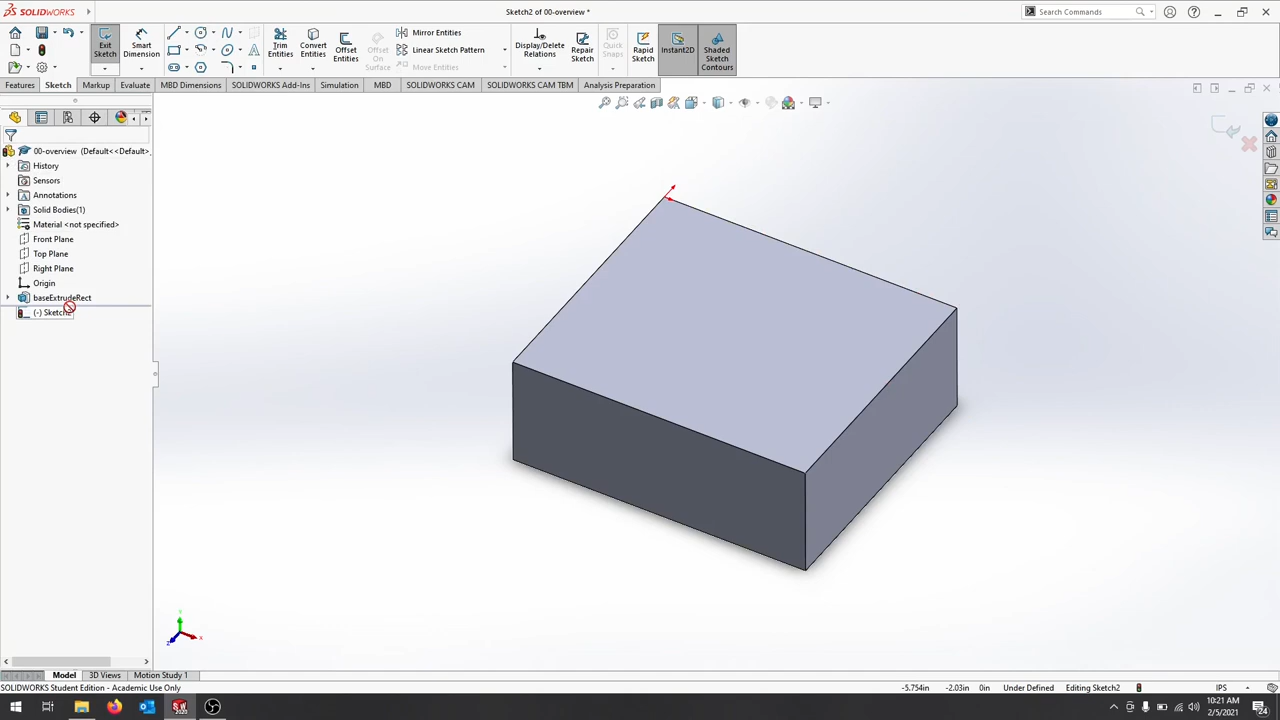 SOLIDWORKS
Sketch2 of 00-overview *
Search Commands
Exit Sketch
Smart Dimension
Trim Entities
Convert Entities
Offset Entities
Offset On Surface
Mirror Entities
Linear Sketch Pattern
Move Entities
Display/Delete Relations
Repair Sketch
Quick Snaps
Rapid Sketch
Instant2D
Shaded Sketch Contours
Features
Sketch
Markup
Evaluate
MBD Dimensions
SOLIDWORKS Add-Ins
Simulation
MBD
SOLIDWORKS CAM
SOLIDWORKS CAM TBM
Analysis Preparation
00-overview (Default<<Default>
History
Sensors
Annotations
Solid Bodies(1)
Material <not specified>
Front Plane
Top Plane
Right Plane
Origin
baseExtrudeRect
(-) Sketch2
Model
3D Views
Motion Study 1
SOLIDWORKS Student Edition - Academic Use Only
-5.754in
-2.03in
0in
Under Defined
Editing Sketch2
IPS
10:21 AM
2/5/2021
24